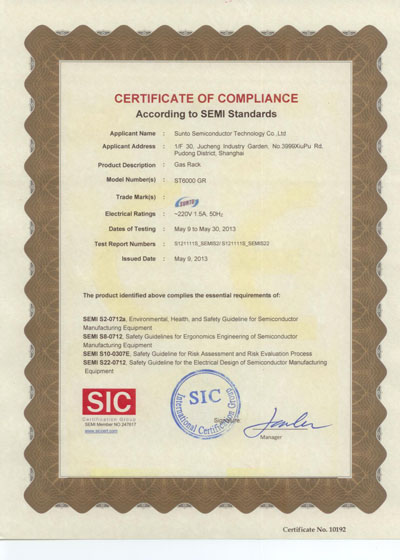 CERTIFICATE OF COMPLIANCE
According to SEMI Standards
Applicant Name : Sunto Semiconductor Technology Co.,Ltd
Applicant Address : 1/F 30, Jucheng Industry Garden, No.3999XiuPu Rd, Pudong District, Shanghai
Product Description : Gas Rack
Model Number(s) : ST6000 GR
Trade Mark(s) : SUNTO
Electrical Ratings : ~220V 1.5A, 50Hz
Dates of Testing : May 9 to May 30, 2013
Test Report Numbers : S121111S_SEMIS2/ S121111S_SEMIS22
Issued Date : May 9, 2013
The product identified above complies the essential requirements of:
SEMI S2-0712a, Environmental, Health, and Safety Guideline for Semiconductor
Manufacturing Equipment
SEMI S8-0712, Safety Guidelines for Ergonomics Engineering of Semiconductor
Manufacturing Equipment
SEMI S10-0307E, Safety Guideline for Risk Assessment and Risk Evaluation Process
SEMI S22-0712, Safety Guideline for the Electrical Design of Semiconductor Manufacturing
Equipment
SIC
Certification Group
SEMI Member NO.247917
SIC
International Certification Group
Signature:
Manager
Certificate No. 10192